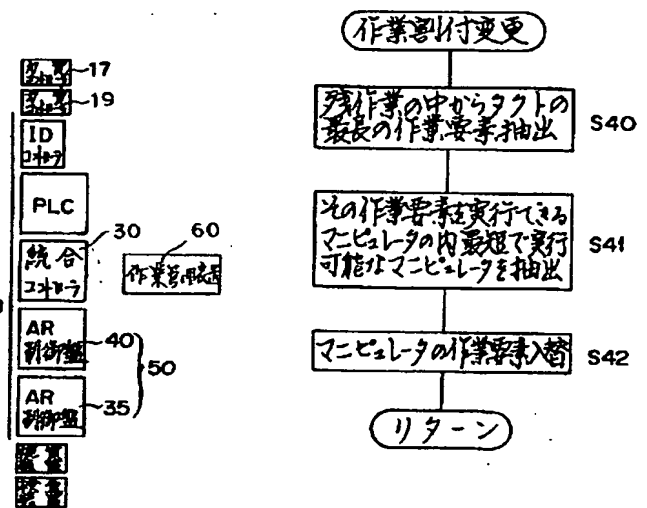 17
19
ID
コントローラ
PLC
30
統合
コントローラ
60
作業管理装置
AR
制御盤
40
50
AR
制御盤
35
作業割付変更
残作業の中からタクトの
最長の作業要素抽出
S40
その作業要素を実行できる
マニピュレータの内最短で実行
可能なマニピュレータを抽出
S41
マニピュレータの作業要素入替
S42
リターン